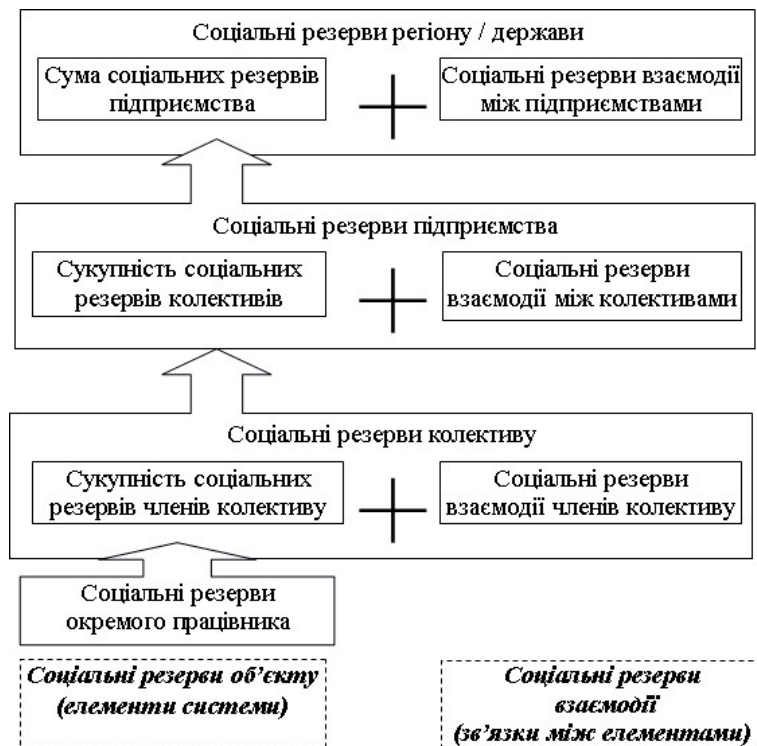 Соціальні резерви регіону / держави
Сума соціальних резервів
підприємства
Соціальні резерви взаємодії
між підприємствами
Соціальні резерви підприємства
Сукупність соціальних
резервів колективів
Соціальні резерви
взаємодії між колективами
Соціальні резерви колективу
Сукупність соціальних
резервів членів колективу
Соціальні резерви
взаємодії членів колективу
Соціальні резерви
окремого працівника
Соціальні резерви об’єкту
(елементи системи)
Соціальні резерви
взаємодії
(зв’язки між елементами)